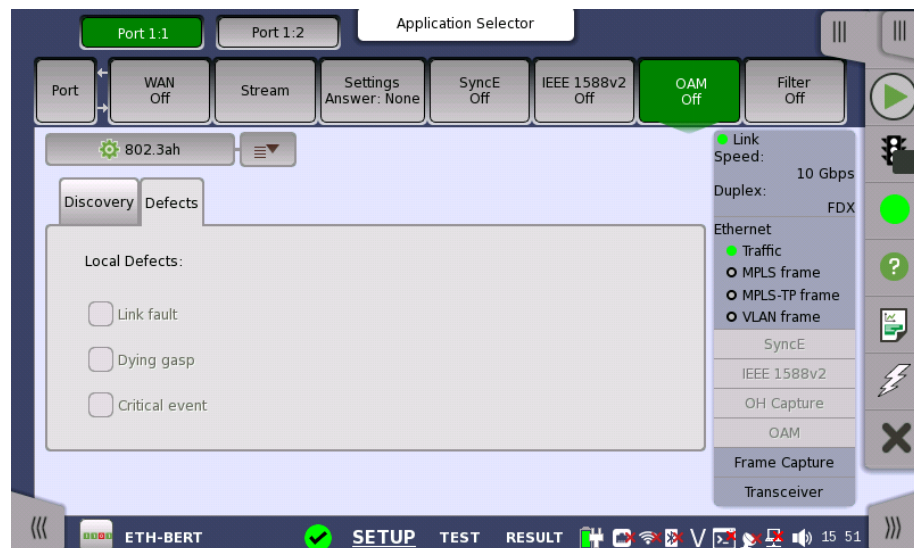 Application Selector
Port 1:1
Port 1:2
Port
WAN
Off
Stream
Settings
Answer: None
SyncE
Off
IEEE 1588v2
Off
OAM
Off
Filter
Off
802.3ah
Discovery
Defects
Local Defects:
Link fault
Dying gasp
Critical event
Link
Speed:
10 Gbps
Duplex:
FDX
Ethernet
Traffic
MPLS frame
MPLS-TP frame
VLAN frame
SyncE
IEEE 1588v2
OH Capture
OAM
Frame Capture
Transceiver
ETH-BERT
SETUP
TEST
RESULT
V
15 51